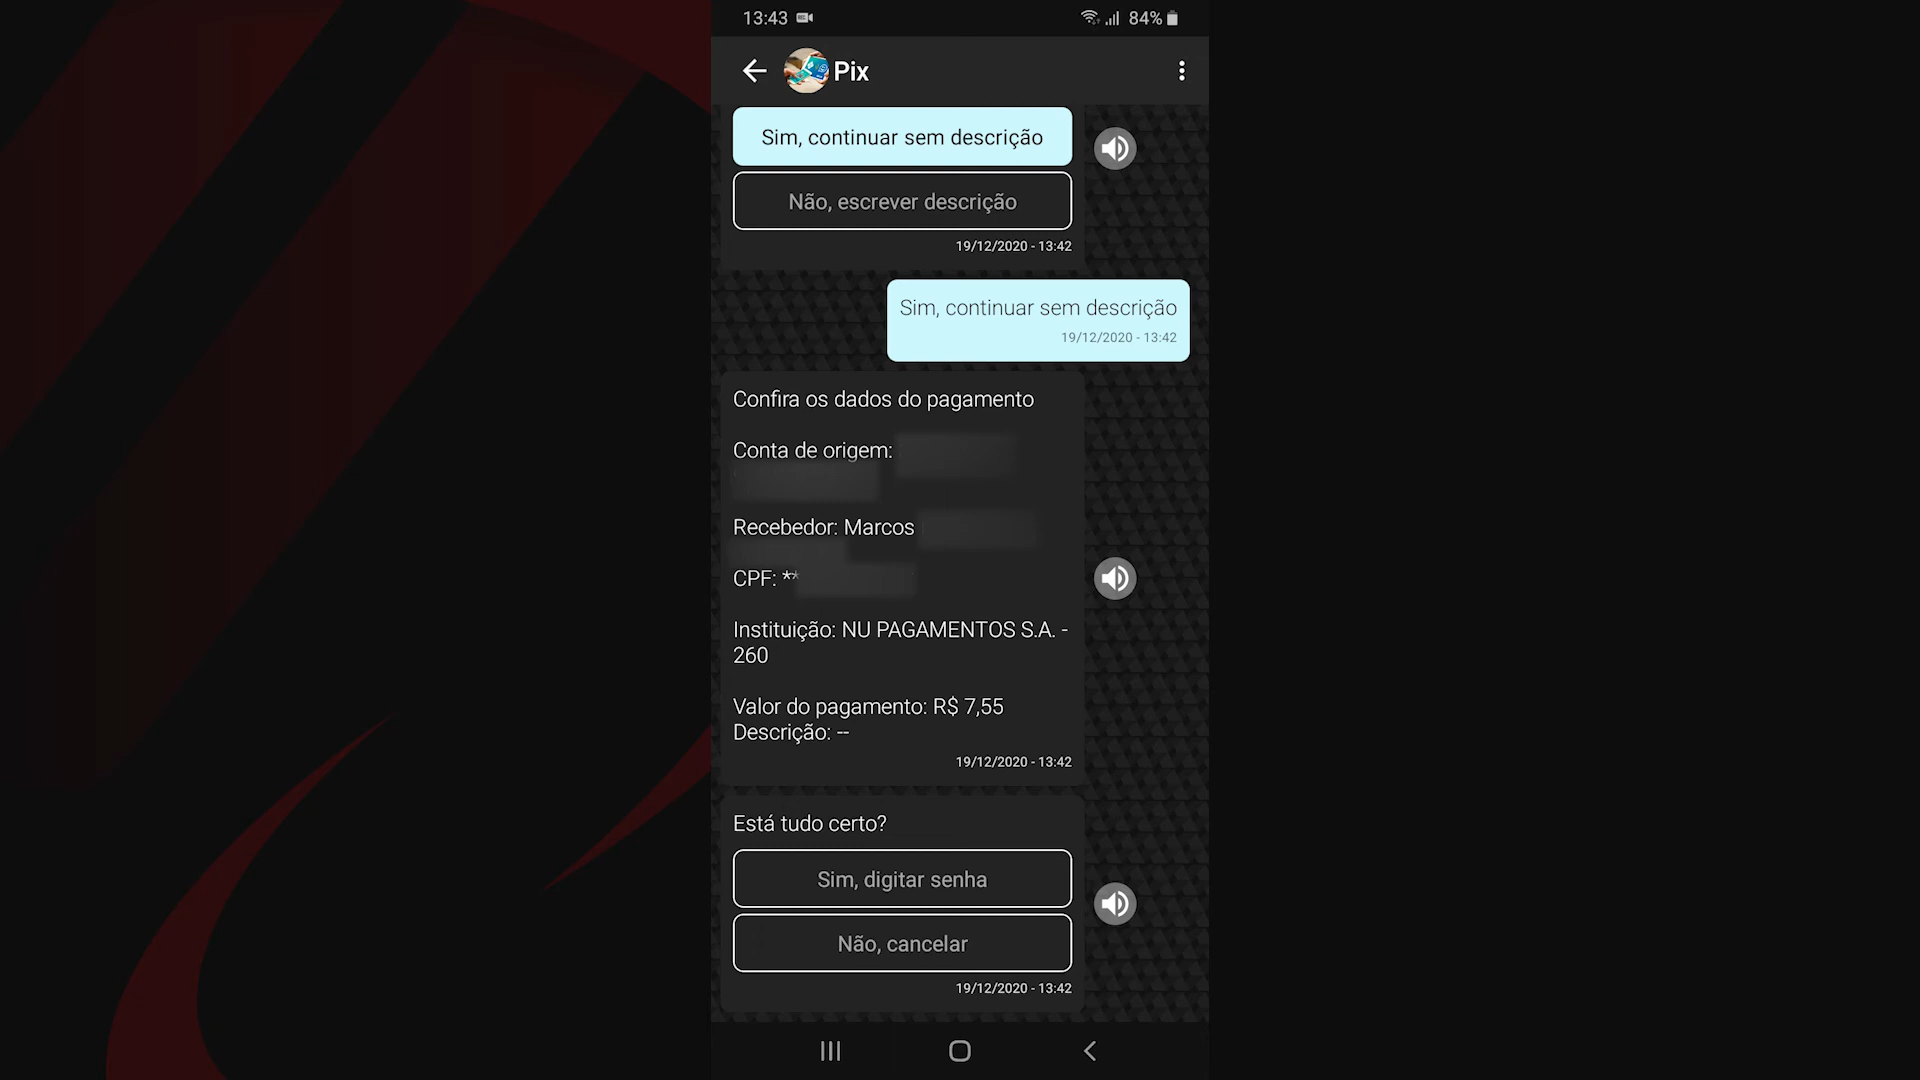 13:43
84%
Pix
Sim, continuar sem descrição
Não, escrever descrição
19/12/2020 - 13:42
Sim, continuar sem descrição
19/12/2020 - 13:42
Confira os dados do pagamento
Conta de origem:
Recebedor: Marcos
CPF: **
Instituição: NU PAGAMENTOS S.A. -
260
Valor do pagamento: R$ 7,55
Descrição: --
19/12/2020 - 13:42
Está tudo certo?
Sim, digitar senha
Não, cancelar
19/12/2020 - 13:42